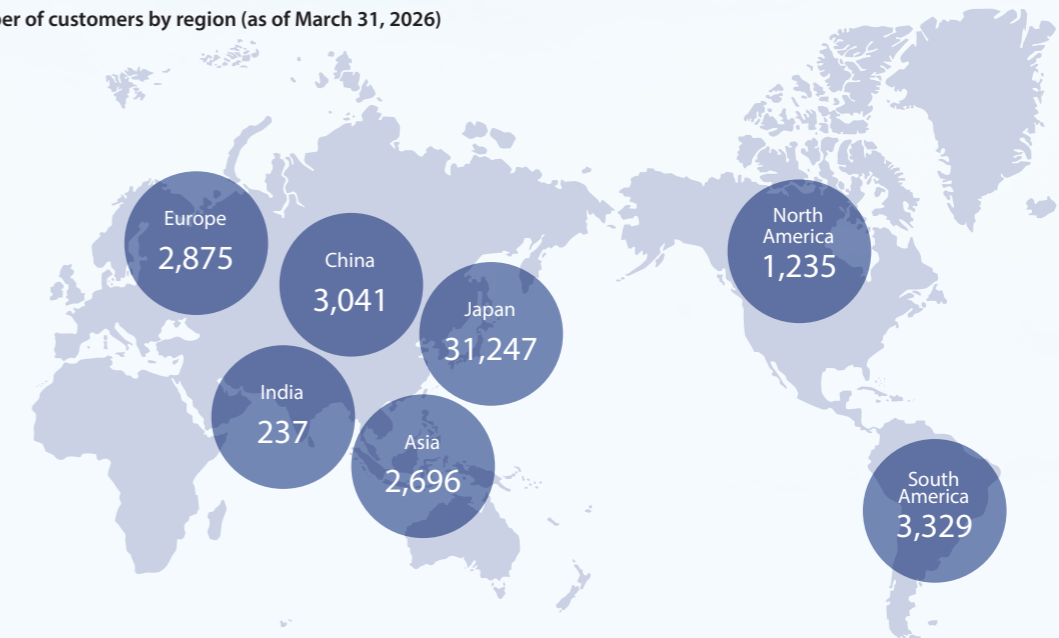 er of customers by region (as of March 31, 2026)
Europe
2,875
China
3,041
Japan
31,247
India
237
Asia
2,696
North
America
1,235
South
America
3,329